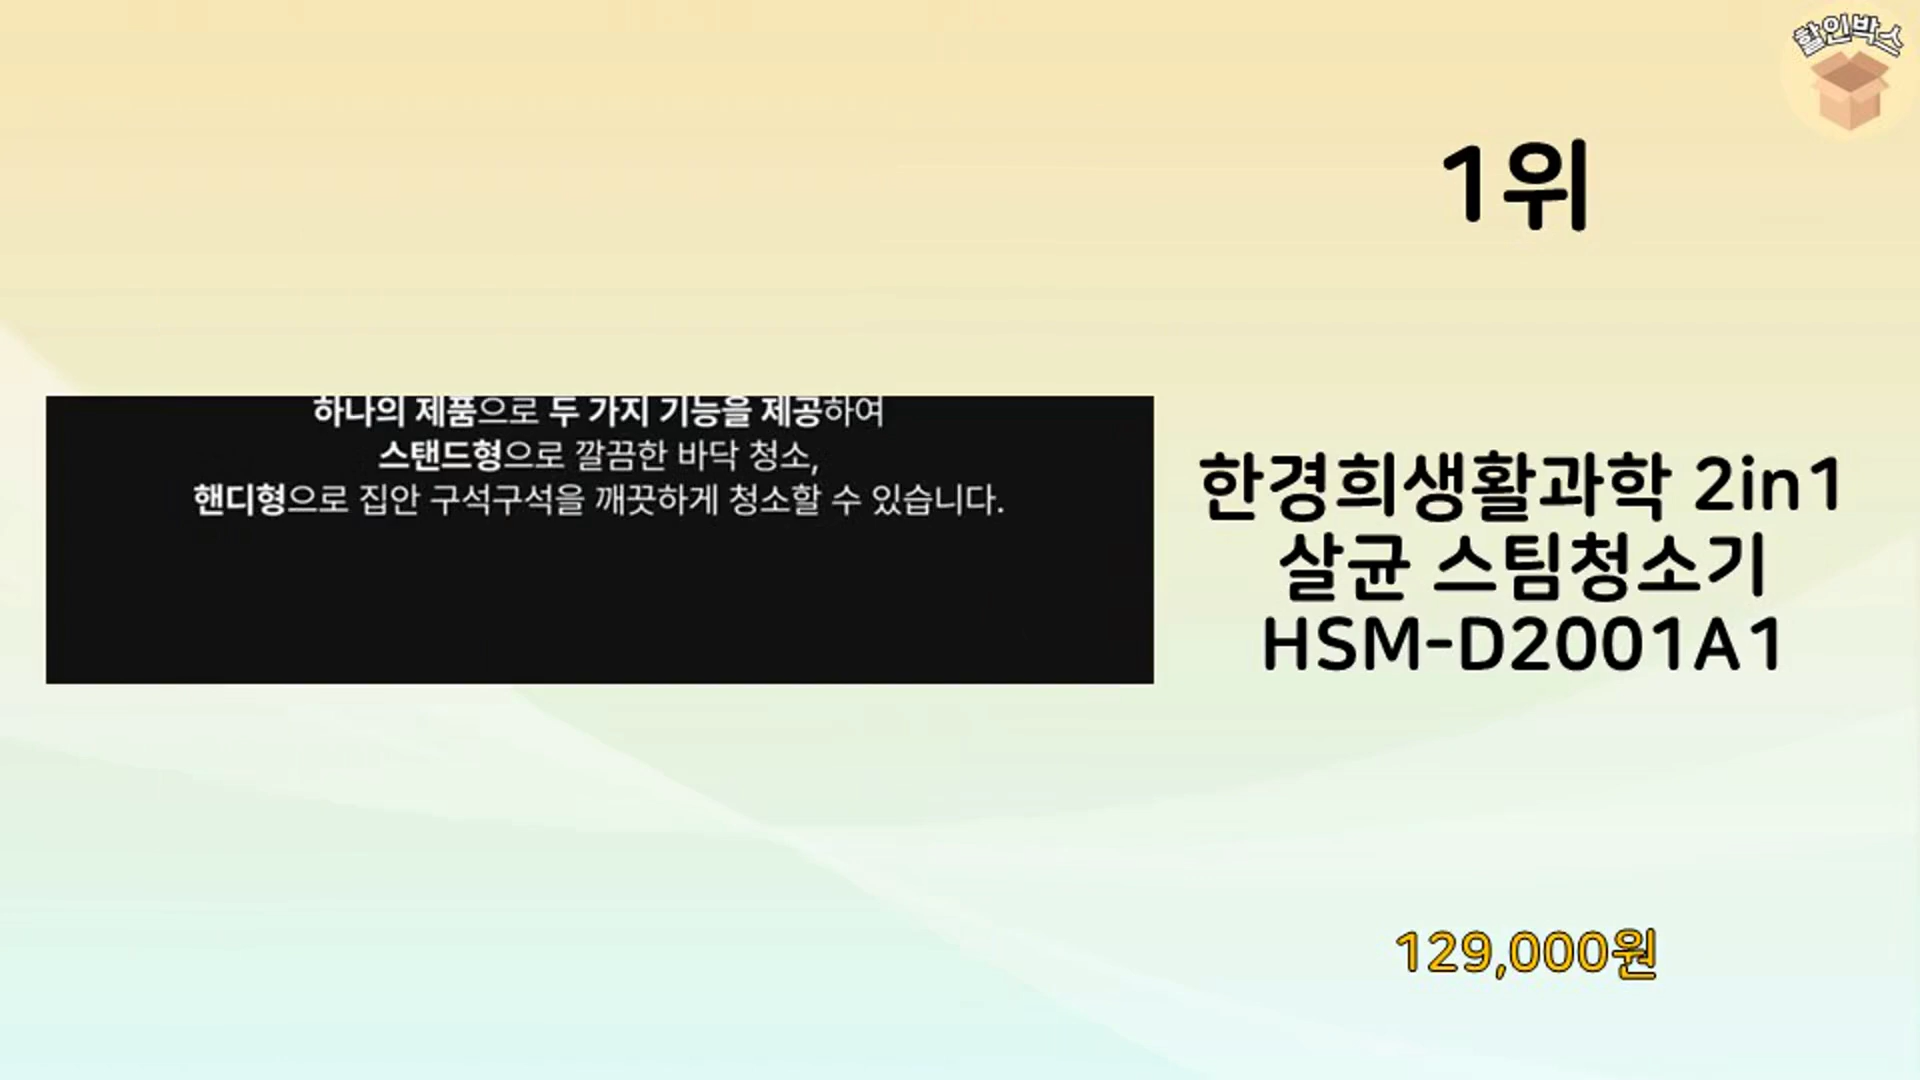 할인박스
1위
하나의 제품으로 두 가지 기능을 제공하여
스탠드형으로 깔끔한 바닥 청소,
핸디형으로 집안 구석구석을 깨끗하게 청소할 수 있습니다.
한경희생활과학 2in1
살균 스팀청소기
HSM-D2001A1
129,000원